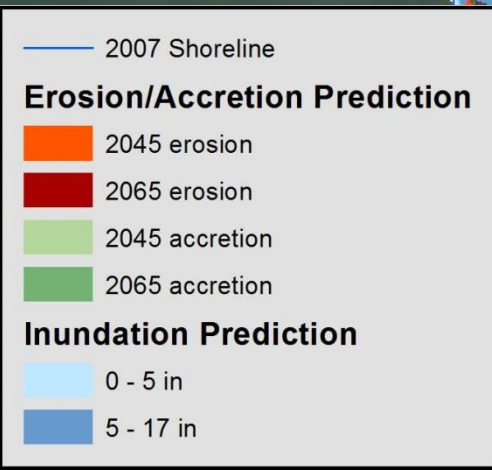 2007 Shoreline
Erosion/Accretion Prediction
2045 erosion
2065 erosion
2045 accretion
2065 accretion
Inundation Prediction
0 - 5 in
5 - 17 in